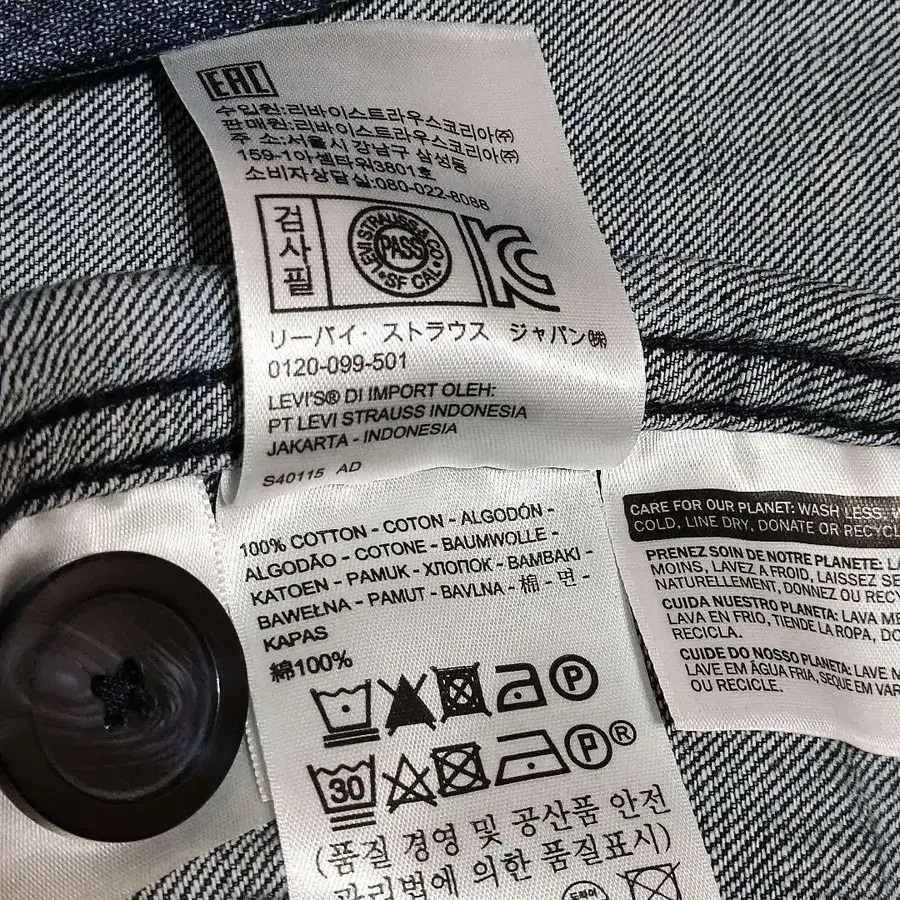 EAC
수입원:리바이스트라우스코리아㈜
판매원:리바이스트라우스코리아㈜
주 소:서울시 강남구 삼성동
159-1아셈타워3801호
소비자상담실:080-022-8088
검사필
LEVI STRAUSS & CO
PASS
SF CAL
リーバイ・ストラウス ジャパン㈱
0120-099-501
LEVI'S® DI IMPORT OLEH:
PT LEVI STRAUSS INDONESIA
JAKARTA - INDONESIA
S40115 AD
100% COTTON - COTON - ALGODÓN -
ALGODÃO - COTONE - BAUMWOLLE -
KATOEN - PAMUK - ХЛОПОК - BAMBAKI -
BAWEŁNA - PAMUT - BAVLNA - 棉 - 면 -
KAPAS
綿100%
P
30
P®
(품질 경영 및 공산품 안전
관리법에 의한 품질표시)
CARE FOR OUR PLANET: WASH LESS,
COLD, LINE DRY, DONATE OR RECYCL
PRENEZ SOIN DE NOTRE PLANETE: LA
MOINS, LAVEZ A FROID, LAISSEZ SE
NATURELLEMENT, DONNEZ OU RECY
CUIDA NUESTRO PLANETA: LAVA ME
LAVA EN FRIO, TIENDE LA ROPA, DO
RECICLA.
CUIDE DO NOSSO PLANETA: LAVE M
LAVE EM ÁGUA FRIA, SEQUE EM VAR
OU RECICLE.